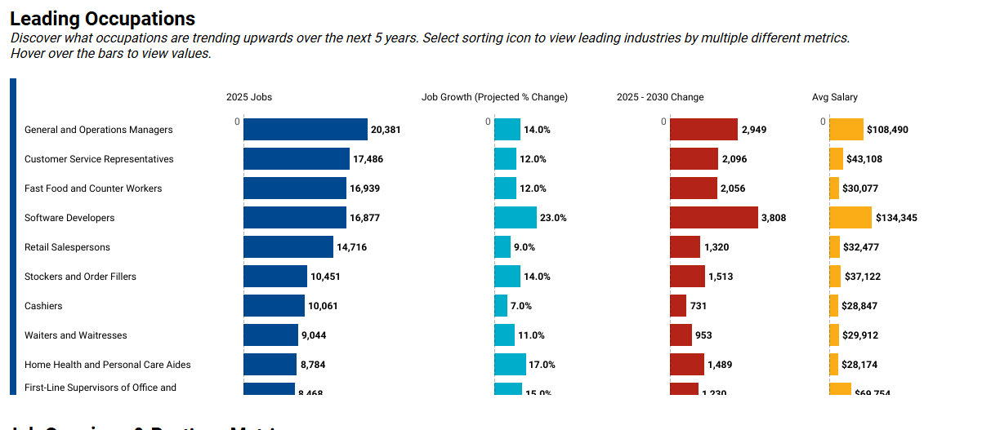 Leading Occupations
Discover what occupations are trending upwards over the next 5 years. Select sorting icon to view leading industries by multiple different metrics.
Hover over the bars to view values.
2025 Jobs Job Growth (Projected % Change) 2025 - 2030 Change Avg Salary
0 0 0 0
General and Operations Managers 20,381 14.0% 2,949 $108,490
Customer Service Representatives 17,486 12.0% 2,096 $43,108
Fast Food and Counter Workers 16,939 12.0% 2,056 $30,077
Software Developers 16,877 23.0% 3,808 $134,345
Retail Salespersons 14,716 9.0% 1,320 $32,477
Stockers and Order Fillers 10,451 14.0% 1,513 $37,122
Cashiers 10,061 7.0% 731 $28,847
Waiters and Waitresses 9,044 11.0% 953 $29,912
Home Health and Personal Care Aides 8,784 17.0% 1,489 $28,174
First-Line Supervisors of Office and 8,468 15.0% 1,230 $69,754